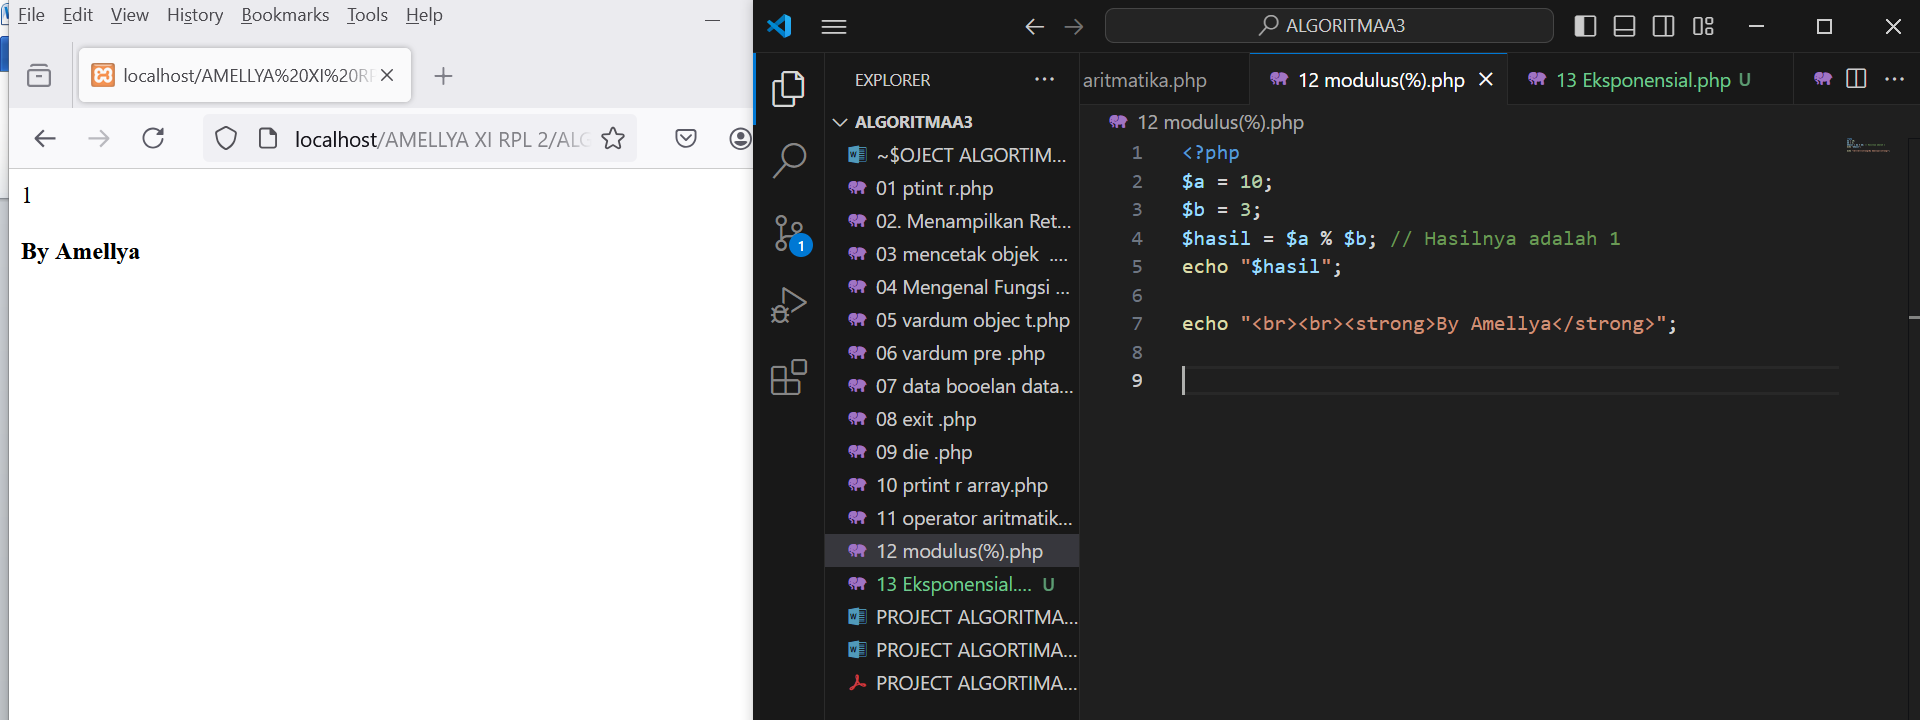 File Edit View History Bookmarks Tools Help
localhost/AMELLYA%20XI%20RP
localhost/AMELLYA XI RPL 2/ALG
1
By Amellya
ALGORITMAA3
EXPLORER
ALGORITMAA3
~$OJECT ALGORTIM...
01 ptint r.php
02. Menampilkan Ret...
03 mencetak objek ....
04 Mengenal Fungsi ...
05 vardum objec t.php
06 vardum pre .php
07 data booelan data...
08 exit .php
09 die .php
10 prtint r array.php
11 operator aritmatik...
12 modulus(%).php
13 Eksponensial.... U
PROJECT ALGORITMA...
PROJECT ALGORTIMA...
PROJECT ALGORTIMA...
1
aritmatika.php 12 modulus(%).php 13 Eksponensial.php U
12 modulus(%).php
1 <?php
2 $a = 10;
3 $b = 3;
4 $hasil = $a % $b; // Hasilnya adalah 1
5 echo "$hasil";
6
7 echo "<br><br><strong>By Amellya</strong>";
8
9